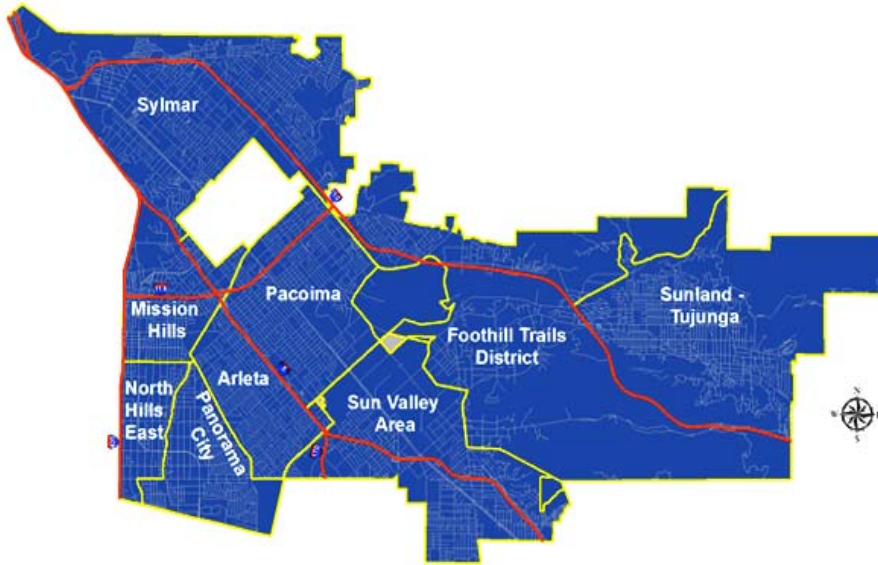 Sylmar
Pacoima
Mission
Hills
Foothill Trails
District
Sunland -
Tujunga
Arleta
North
Hills
East
Panorama
City
Sun Valley
Area
N
W
S